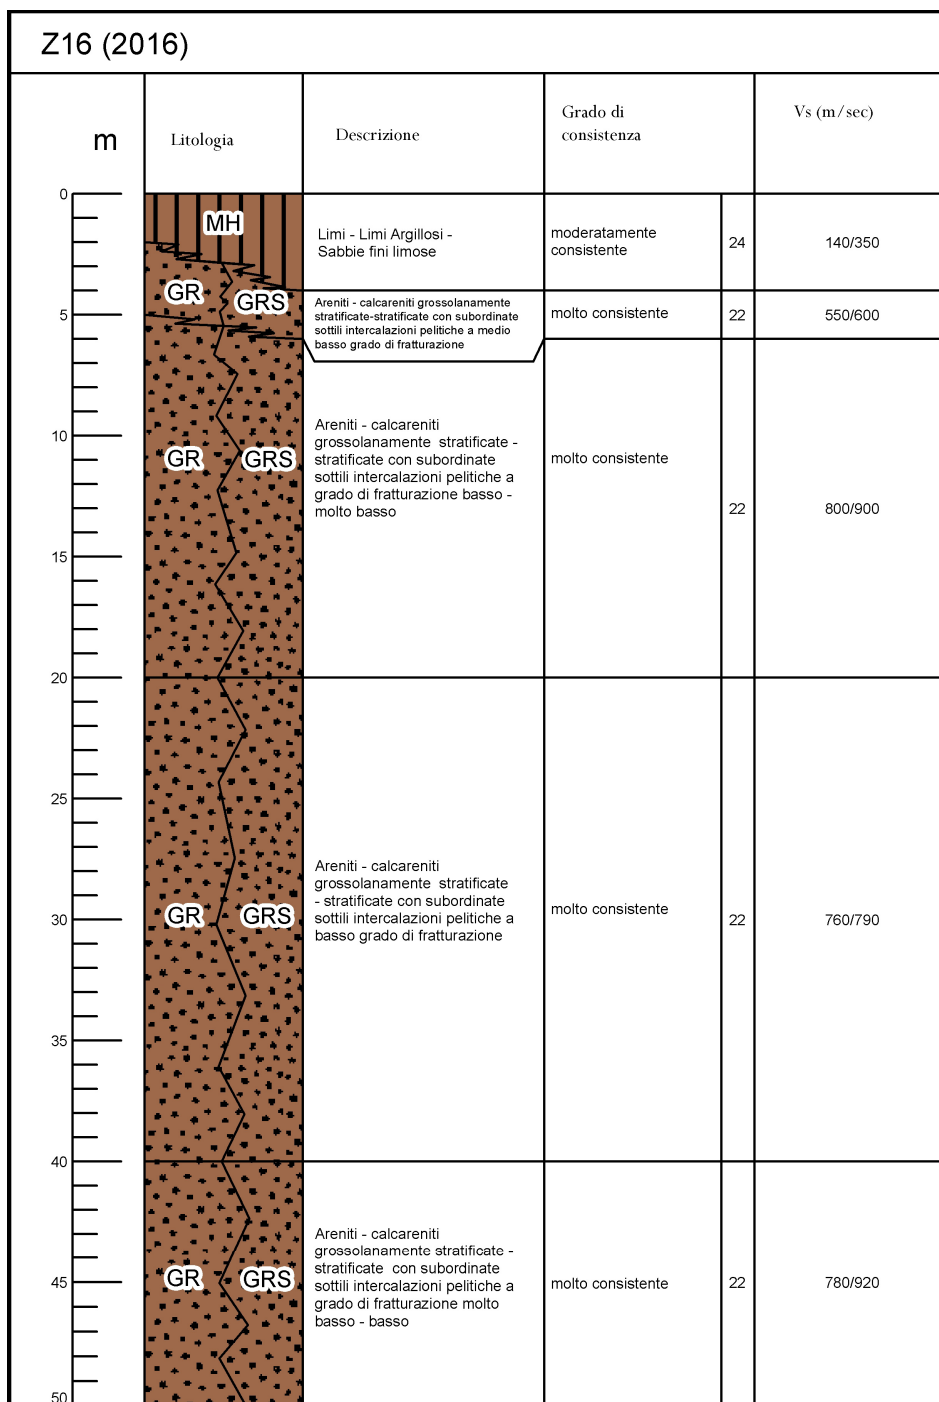 Z16 (2016)
m
Litologia
Descrizione
Grado di
consistenza
Vs (m/sec)
0
MH
Limi - Limi Argillosi -
Sabbie fini limose
moderatamente
consistente
24
140/350
GR
GRS
5
Areniti - calcareniti grossolanamente
stratificate-stratificate con subordinate
sottili intercalazioni pelitiche a medio
basso grado di fratturazione
molto consistente
22
550/600
10
GR
GRS
15
Areniti - calcareniti
grossolanamente stratificate -
stratificate con subordinate
sottili intercalazioni pelitiche a
grado di fratturazione basso -
molto basso
molto consistente
22
800/900
20
25
GR
GRS
30
35
Areniti - calcareniti
grossolanamente stratificate
- stratificate con subordinate
sottili intercalazioni pelitiche a
basso grado di fratturazione
molto consistente
22
760/790
40
GR
GRS
45
50
Areniti - calcareniti
grossolanamente stratificate -
stratificate con subordinate
sottili intercalazioni pelitiche a
grado di fratturazione molto
basso - basso
molto consistente
22
780/920